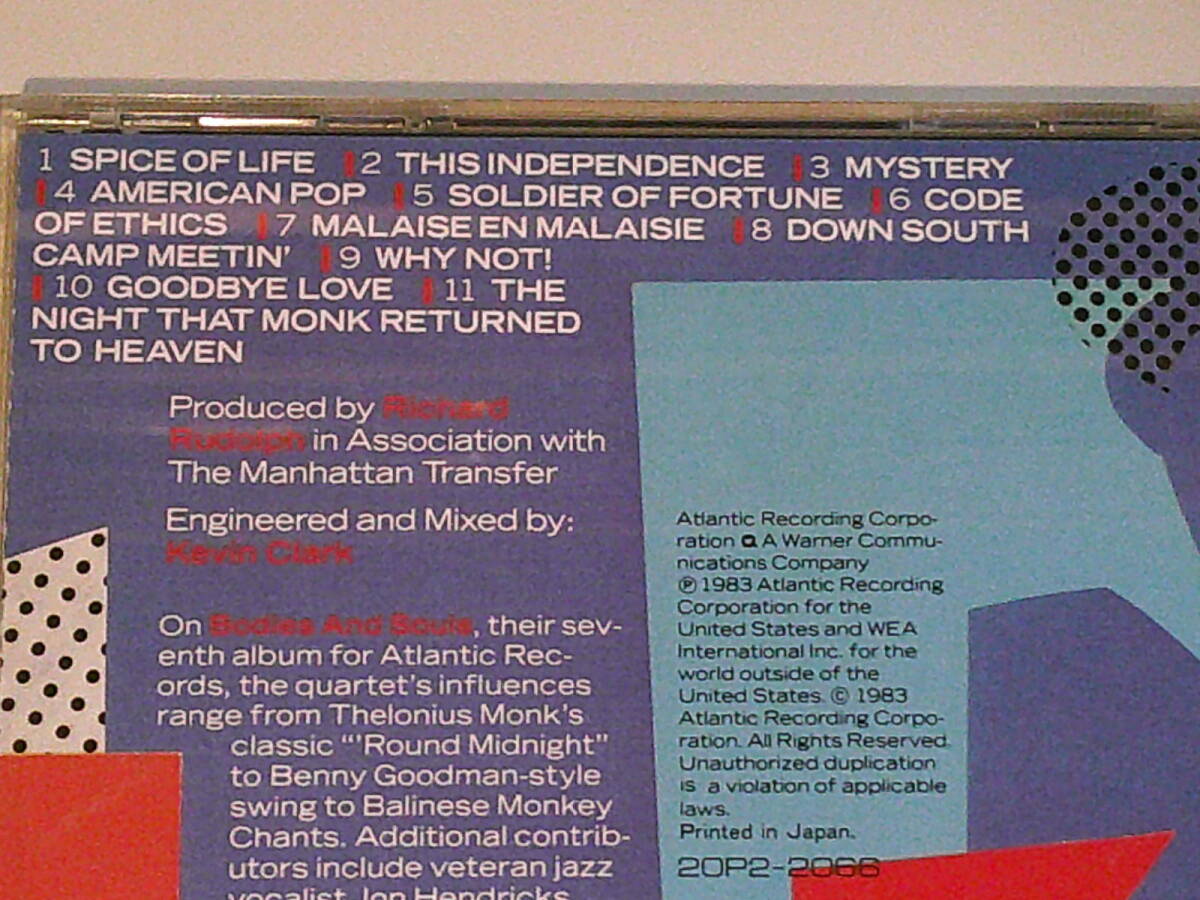 1 SPICE OF LIFE 2 THIS INDEPENDENCE 3 MYSTERY
4 AMERICAN POP 5 SOLDIER OF FORTUNE 6 CODE
OF ETHICS 7 MALAISE EN MALAISIE 8 DOWN SOUTH
CAMP MEETIN' 9 WHY NOT!
10 GOODBYE LOVE 11 THE
NIGHT THAT MONK RETURNED
TO HEAVEN
Produced by Richard
Rudolph in Association with
The Manhattan Transfer
Engineered and Mixed by:
Kevin Clark
On Bodies And Souls, their sev-
enth album for Atlantic Rec-
ords, the quartet's influences
range from Thelonius Monk's
classic "'Round Midnight"
to Benny Goodman-style
swing to Balinese Monkey
Chants. Additional contrib-
utors include veteran jazz
vocalist Jon Hendricks
Atlantic Recording Corpo-
ration A Warner Commu-
nications Company
℗ 1983 Atlantic Recording
Corporation for the
United States and WEA
International Inc. for the
world outside of the
United States. © 1983
Atlantic Recording Corpo-
ration. All Rights Reserved.
Unauthorized duplication
is a violation of applicable
laws.
Printed in Japan.
20P2-2066